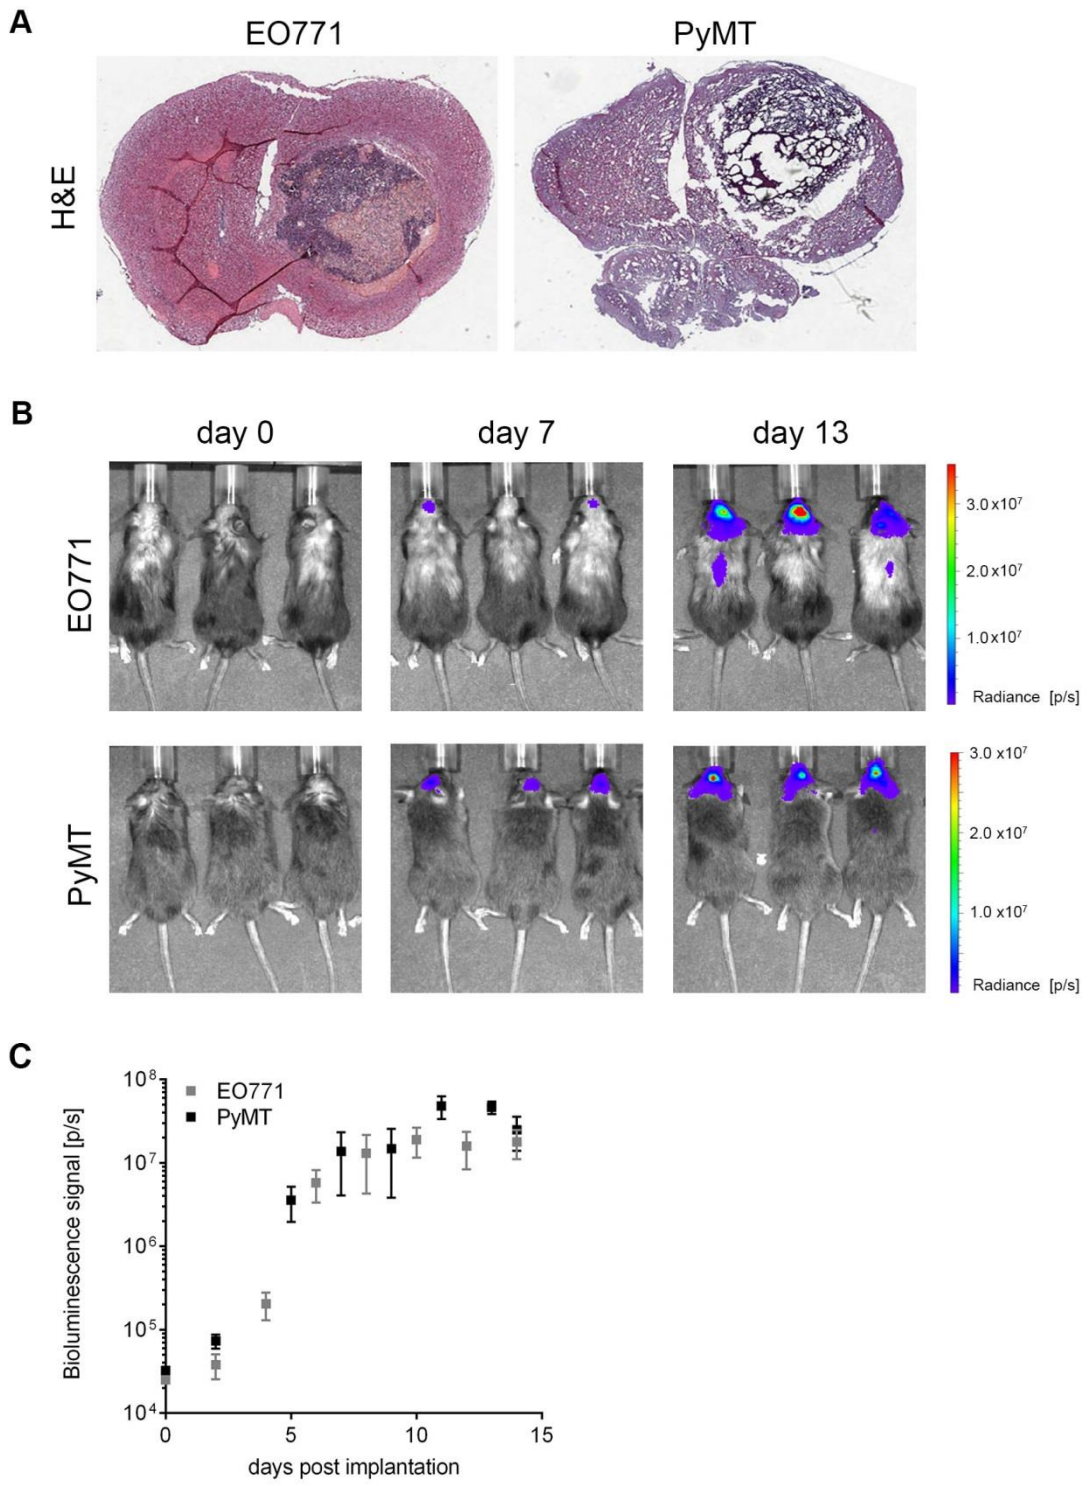 A
EO771 PyMT
H&E
B
day 0 day 7 day 13
EO771
3.0x10⁷
2.0x10⁷
1.0x10⁷
Radiance [p/s]
PyMT
3.0 x10⁷
2.0 x10⁷
1.0 x10⁷
Radiance [p/s]
C
EO771
PyMT
Bioluminescence signal [p/s]
10⁸
10⁷
10⁶
10⁵
10⁴
0 5 10 15
days post implantation